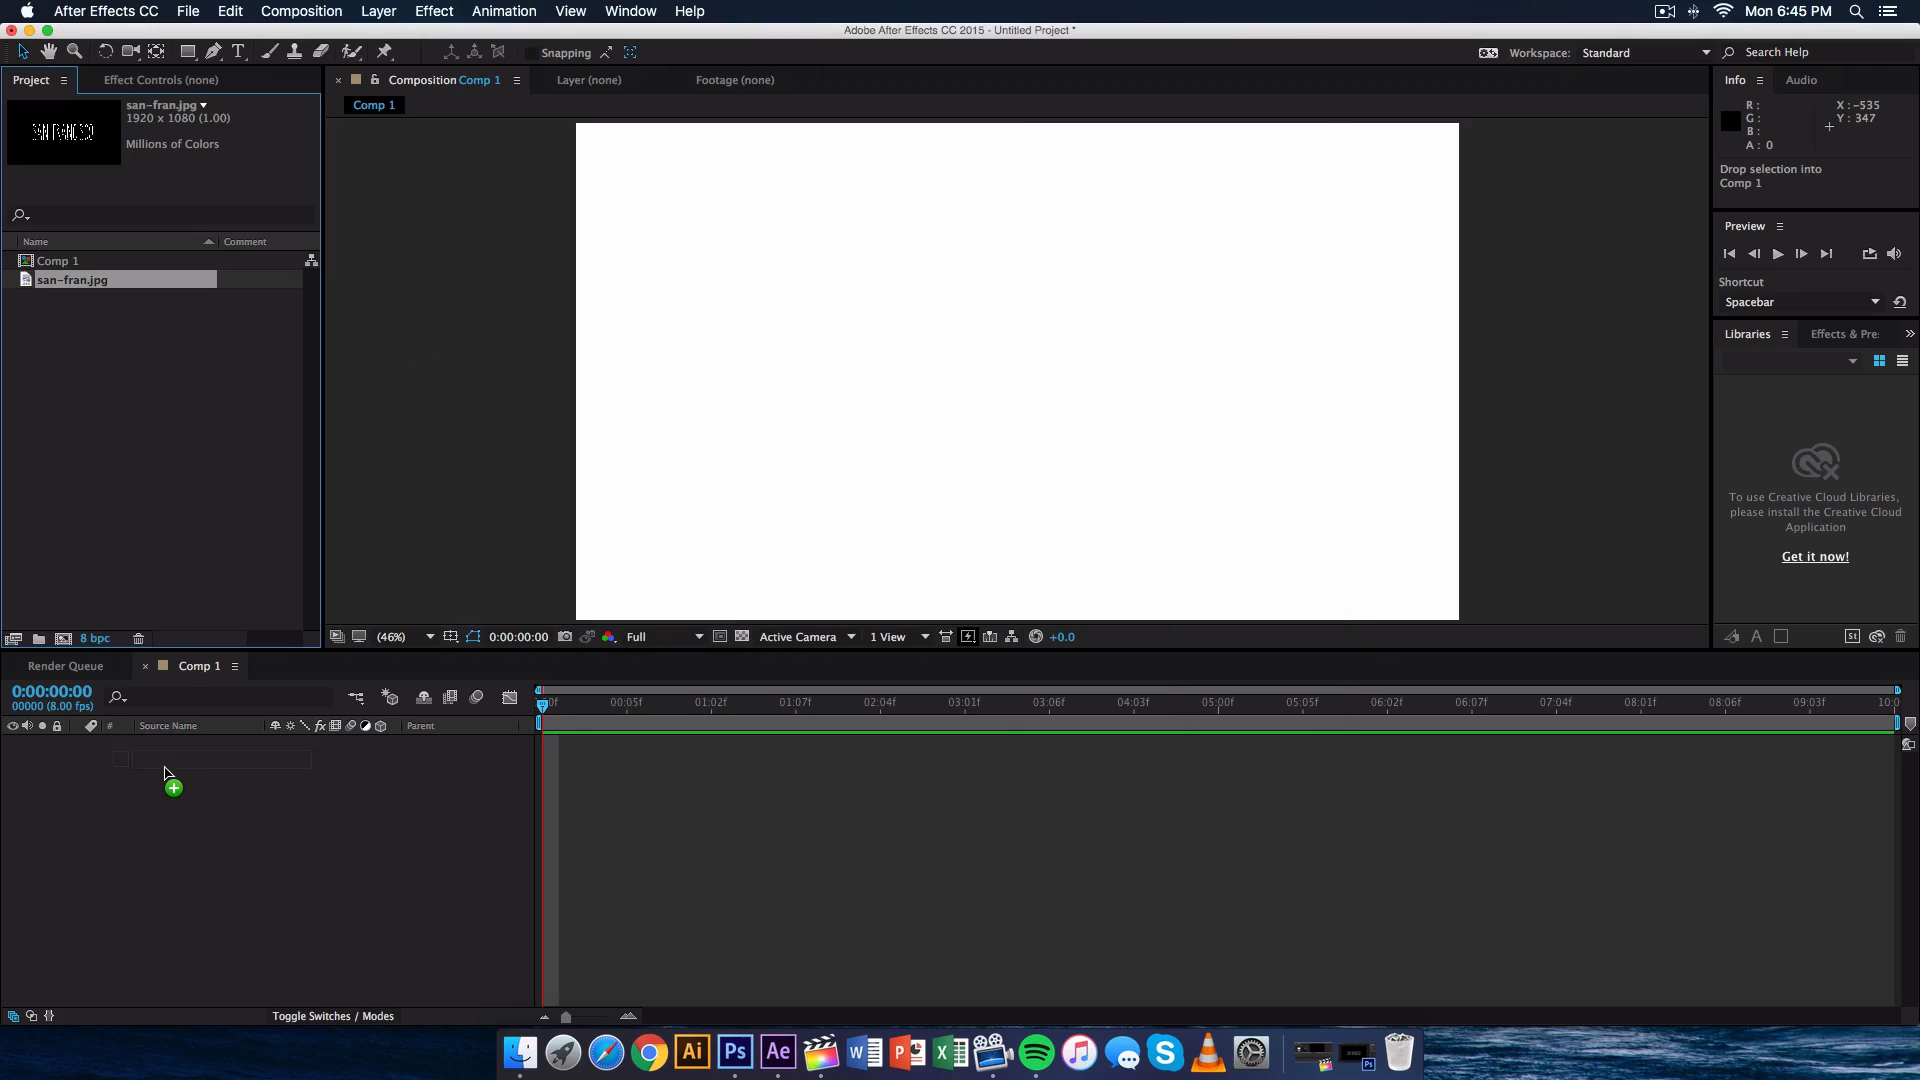 After Effects CC File Edit Composition Layer Effect Animation View Window Help Mon 6:45 PM
Adobe After Effects CC 2015 - Untitled Project *
Snapping Workspace: Standard Search Help
Project Effect Controls (none) Composition Comp 1 Layer (none) Footage (none) Info Audio
san-fran.jpg
1920 x 1080 (1.00)
Millions of Colors
SAN FRANCISCO
Comp 1
R :
G :
B :
A : 0
X : -535
Y : 347
Drop selection into
Comp 1
Name Comment
Comp 1
san-fran.jpg
Preview
Shortcut
Spacebar
Libraries Effects & Pre:
To use Creative Cloud Libraries,
please install the Creative Cloud
Application
Get it now!
8 bpc (46%) 0:00:00:00 Full Active Camera 1 View +0.0
Render Queue Comp 1
0:00:00:00
00000 (8.00 fps)
00:05f 01:02f 01:07f 02:04f 03:01f 03:06f 04:03f 05:00f 05:05f 06:02f 06:07f 07:04f 08:01f 08:06f 09:03f 10:0
# Source Name Parent
Toggle Switches / Modes
Ai Ps Ae